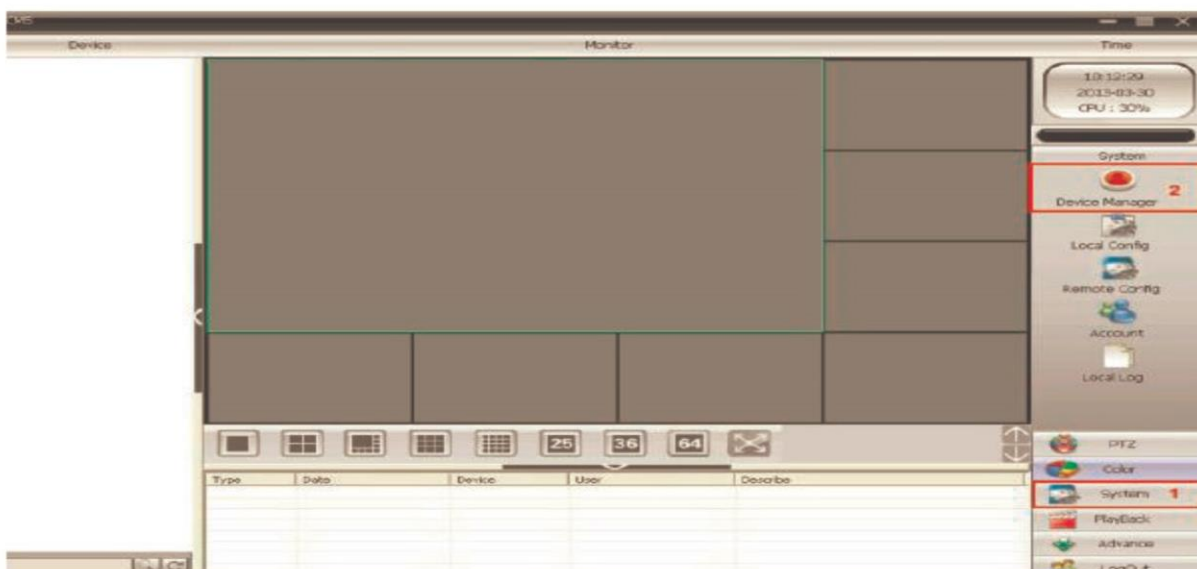 CMS
Device Monitor Time
10:12:29
2013-03-30
CPU : 30%
System
Device Manager 2
Local Config
Remote Config
Account
Local Log
25 36 64
PTZ
Color
System 1
PlayBack
Advance
LogOut
Type Date Device User Describe